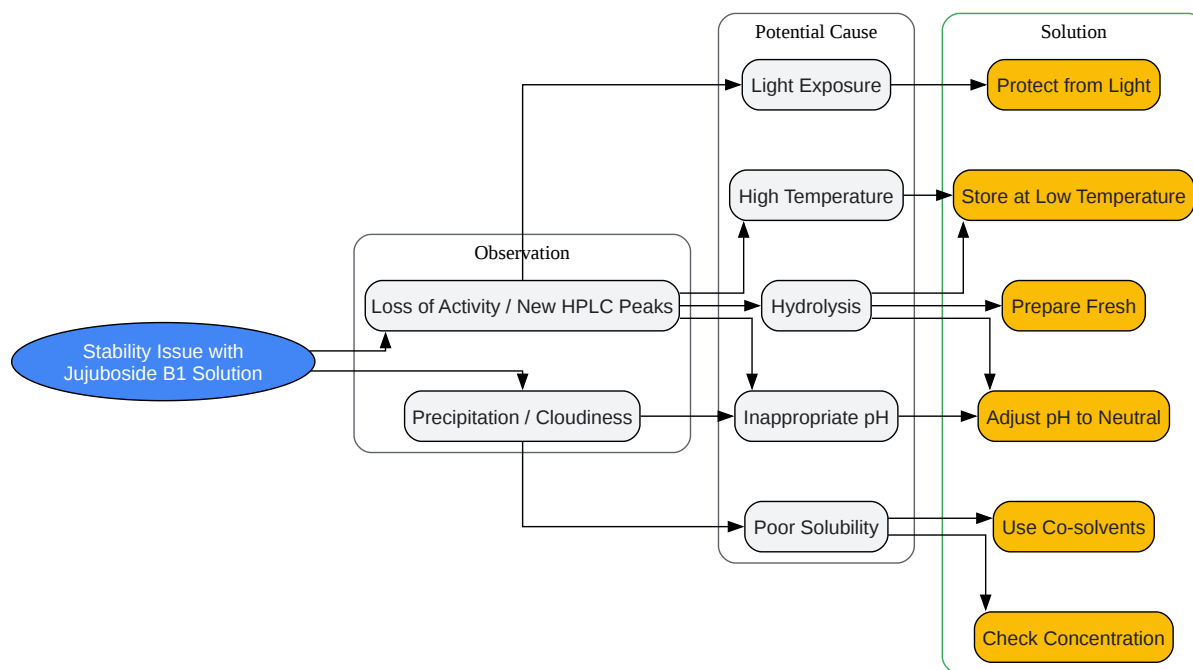 Potential Cause
Solution
Light Exposure
Protect from Light
High Temperature
Store at Low Temperature
Observation
Loss of Activity / New HPLC Peaks
Hydrolysis
Prepare Fresh
Stability Issue with
Jujuboside B1 Solution
Precipitation / Cloudiness
Inappropriate pH
Adjust pH to Neutral
Poor Solubility
Use Co-solvents
Check Concentration